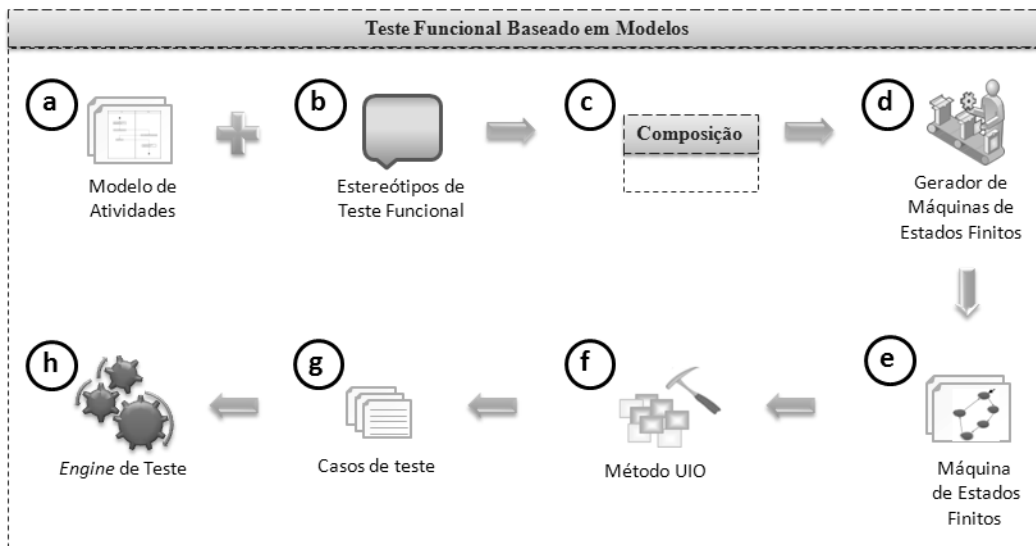 Teste Funcional Baseado em Modelos
a
Modelo de
Atividades
b
Estereótipos de
Teste Funcional
c
Composição
d
Gerador de
Máquinas de
Estados Finitos
e
Máquina
de Estados
Finitos
f
Método UIO
g
Casos de teste
h
Engine de Teste